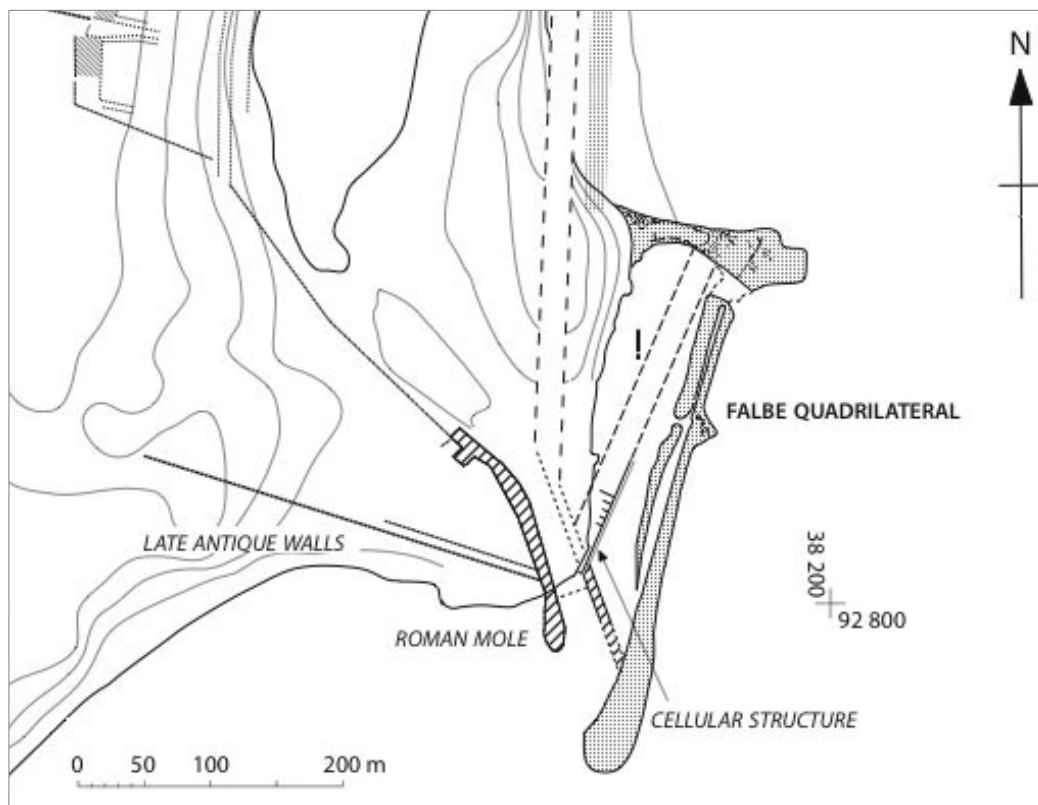 N
!
FALBE QUADRILATERAL
LATE ANTIQUE WALLS
38 200
92 800
ROMAN MOLE
CELLULAR STRUCTURE
0 50 100 200 m